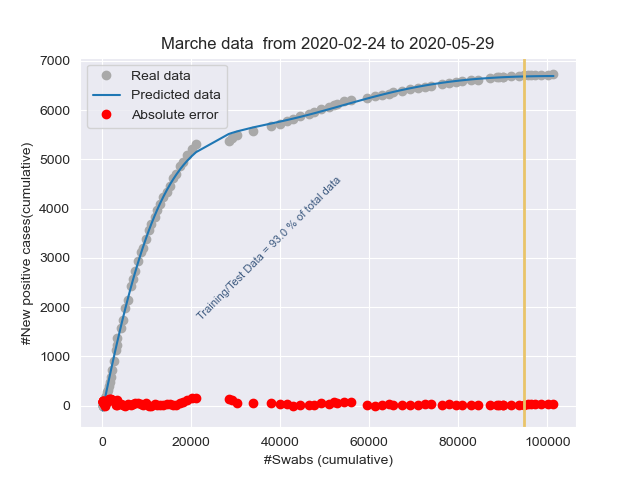 Marche data  from 2020-02-24 to 2020-05-29
Real data
Predicted data
Absolute error
Training/Test Data = 93.0 % of total data
#New positive cases(cumulative)
7000
6000
5000
4000
3000
2000
1000
0
0
20000
40000
60000
80000
100000
#Swabs (cumulative)